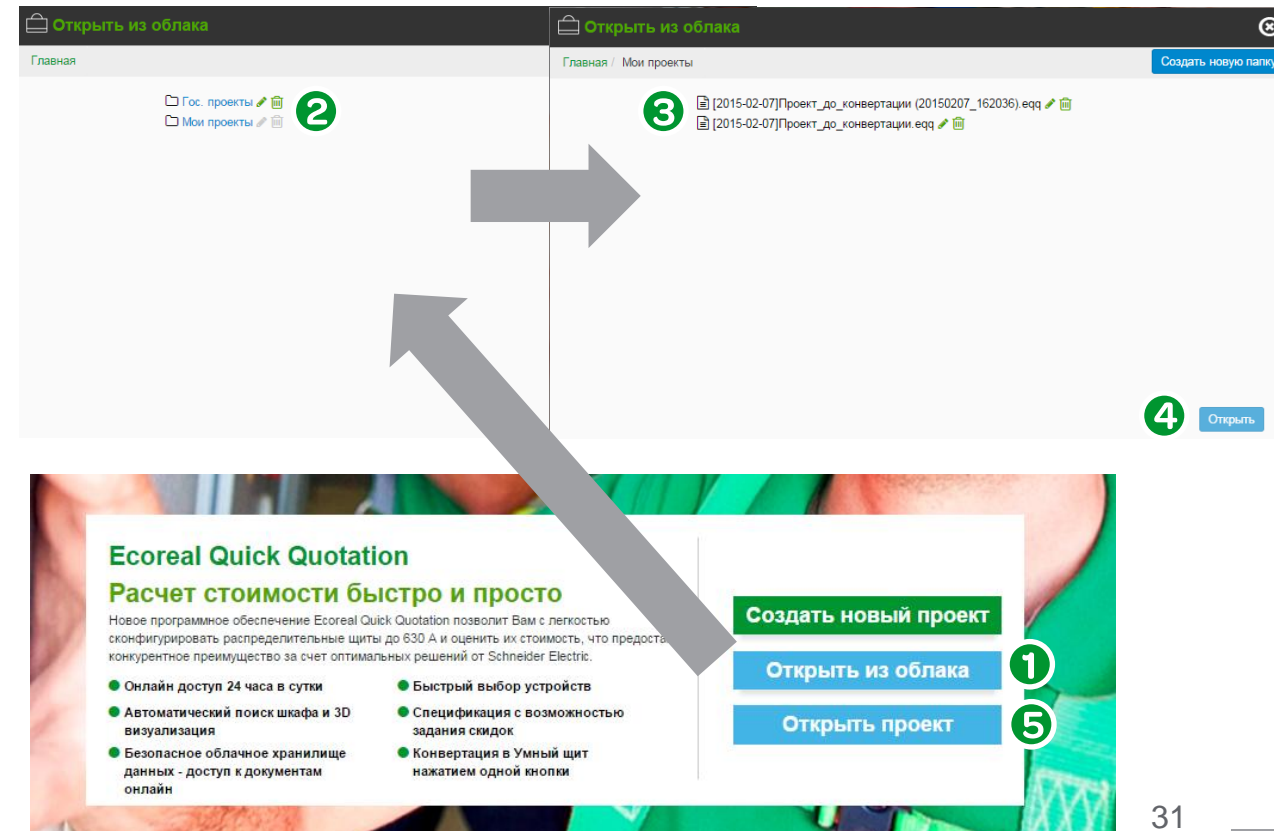 Открыть из облака
Главная
Гос. проекты
2
Мои проекты
Открыть из облака
Главная / Мои проекты
Создать новую папку
3
[2015-02-07]Проект_до_конвертации (20150207_162036).eqq
[2015-02-07]Проект_до_конвертации.eqq
4
Открыть
Ecoreal Quick Quotation
Расчет стоимости быстро и просто
Новое программное обеспечение Ecoreal Quick Quotation позволит Вам с легкостью
сконфигурировать распределительные щиты до 630 А и оценить их стоимость, что предоста
конкурентное преимущество за счет оптимальных решений от Schneider Electric.
Онлайн доступ 24 часа в сутки
Автоматический поиск шкафа и 3D
визуализация
Безопасное облачное хранилище
данных - доступ к документам
онлайн
Быстрый выбор устройств
Спецификация с возможностью
задания скидок
Конвертация в Умный щит
нажатием одной кнопки
Создать новый проект
Открыть из облака
1
Открыть проект
5
31